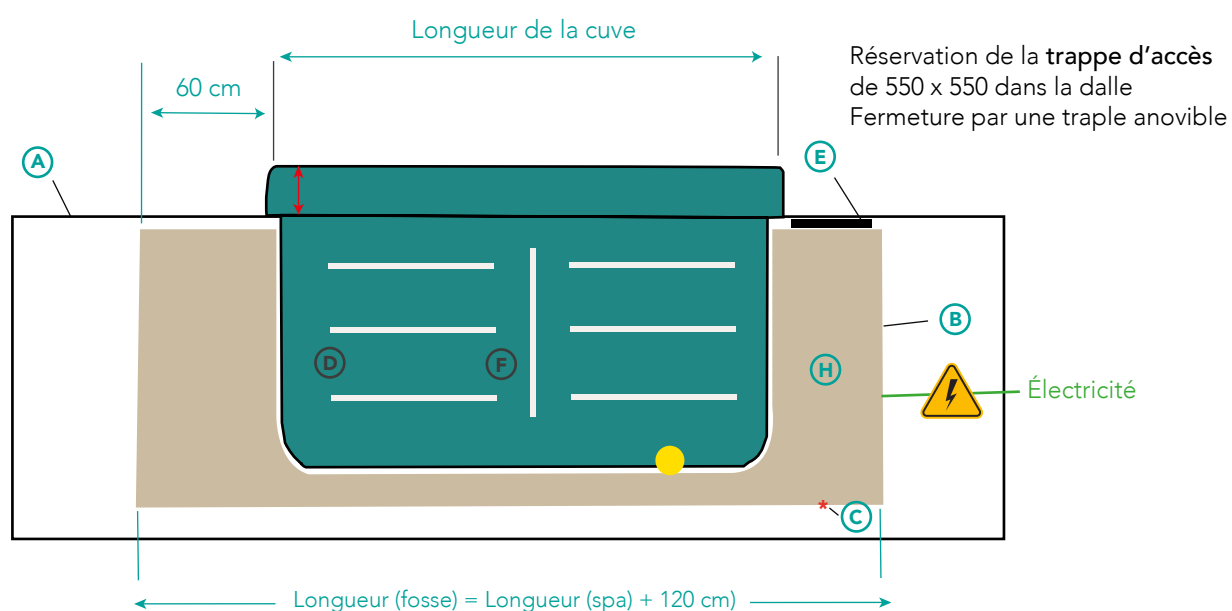 Longueur de la cuve
Réservation de la trappe d'accès
de 550 x 550 dans la dalle
Fermeture par une traple anovible
60 cm
A
E
B
D
F
H
Électricité
* C
Longueur (fosse) = Longueur (spa) + 120 cm)